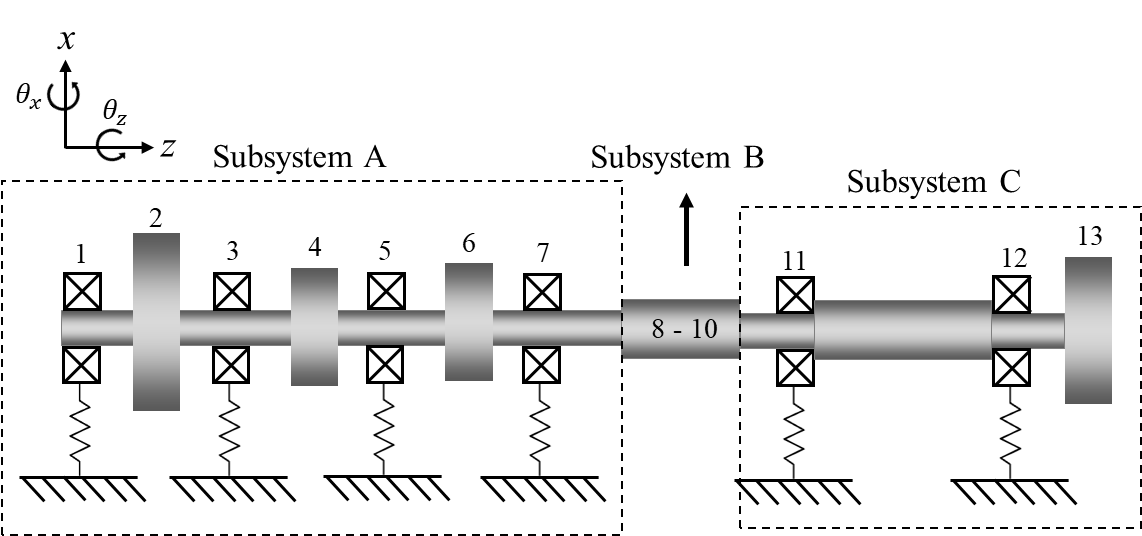 x
θx
θz
z
Subsystem A
Subsystem B
Subsystem C
1
2
3
4
5
6
7
8 - 10
11
12
13